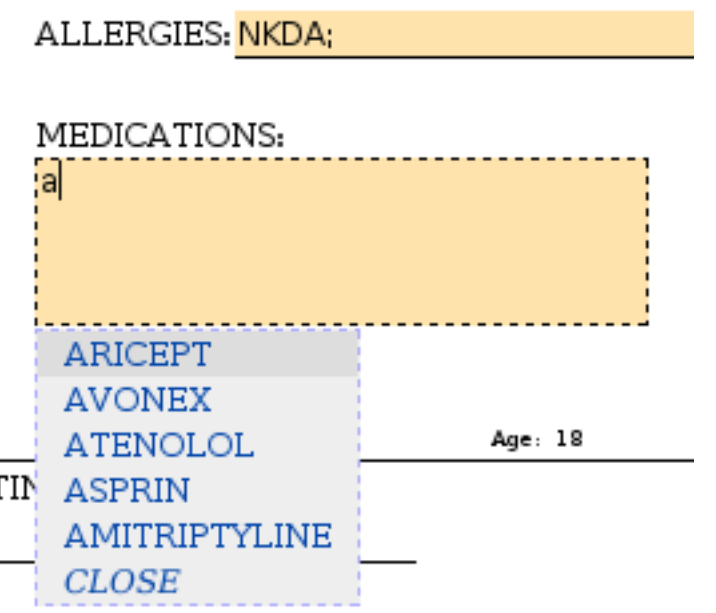 ALLERGIES: NKDA;
MEDICATIONS:
a
ARICEPT
AVONEX
ATENOLOL
Age: 18
ASPRIN
AMITRIPTYLINE
CLOSE